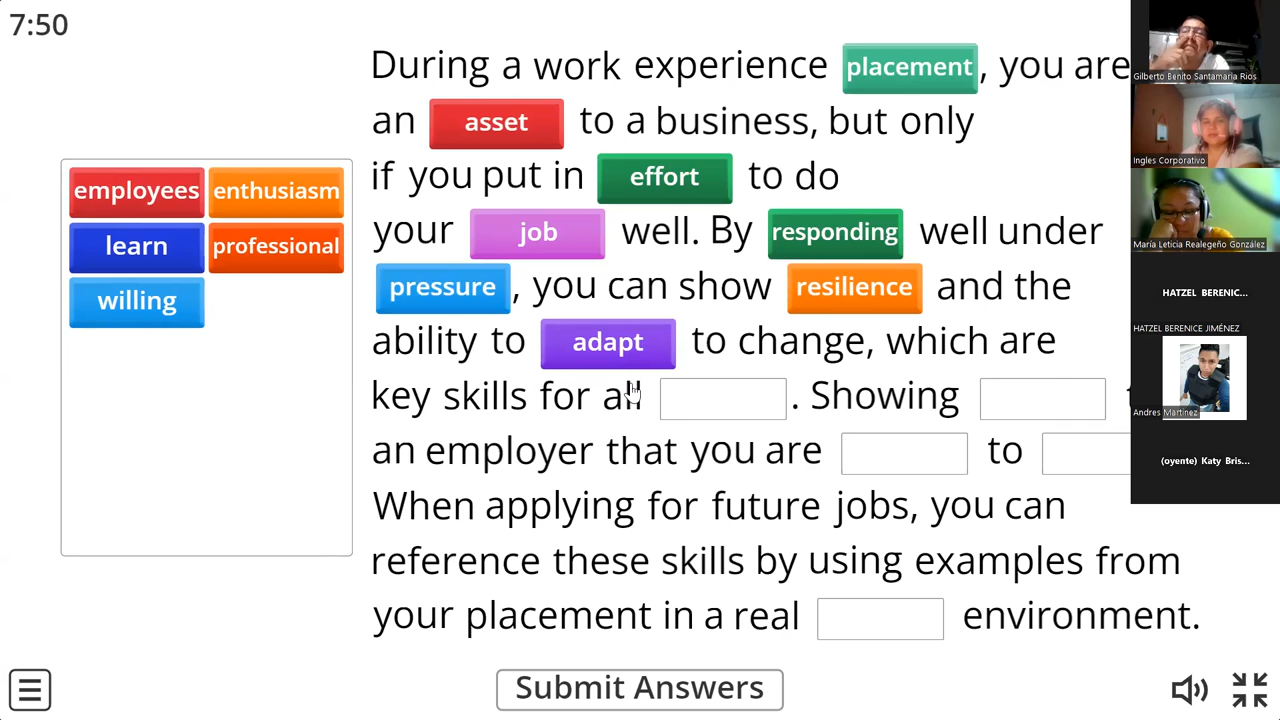 7:50
During a work experience placement, you are
an asset to a business, but only
if you put in effort to do
your job well. By responding well under
pressure, you can show resilience and the
ability to adapt to change, which are
key skills for all . Showing
an employer that you are to
When applying for future jobs, you can
reference these skills by using examples from
your placement in a real environment.
employees enthusiasm
learn professional
willing
Submit Answers
Gilberto Benito Santamaria Rios
Ingles Corporativo
María Leticia Realegeño González
HATZEL BERENIC...
HATZEL BERENICE JIMÉNEZ
Andres Martinez
(oyente) Katy Bris...